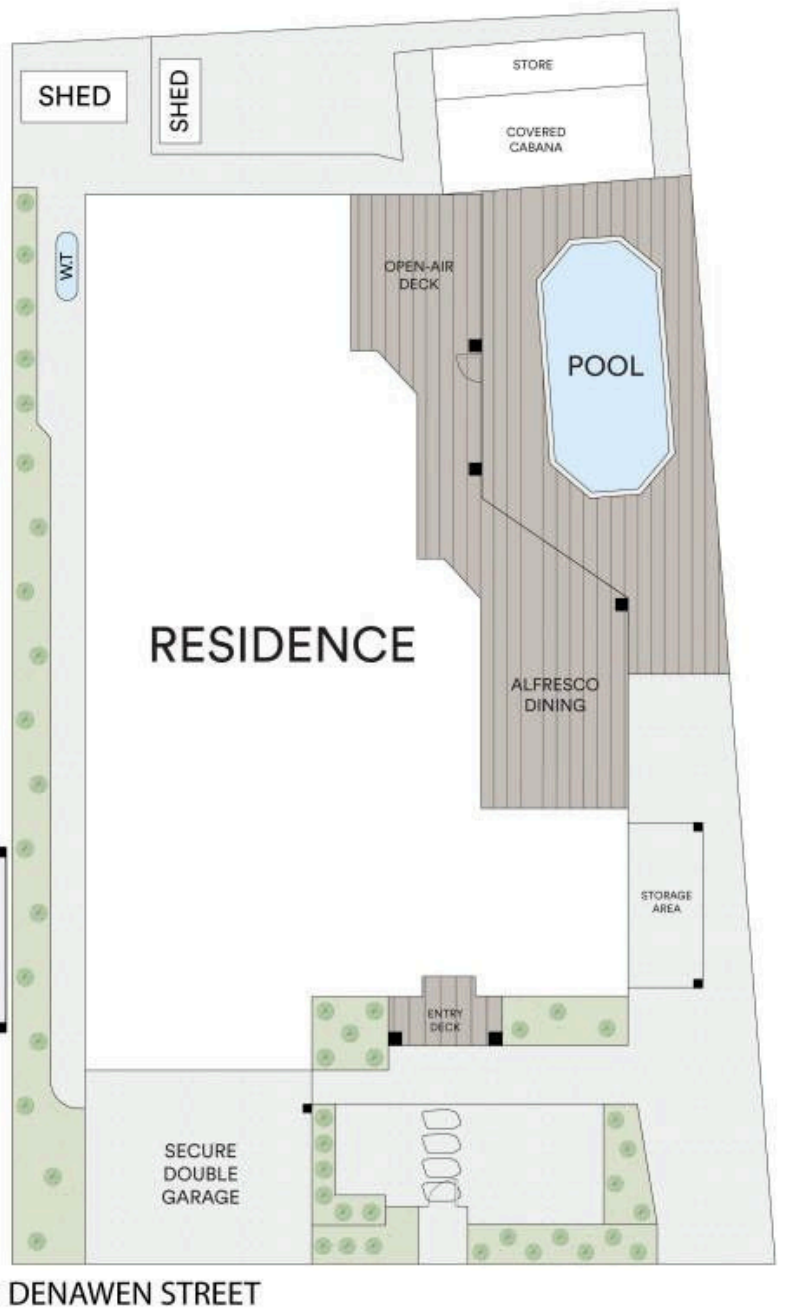 SHED
SHED
STORE
COVERED
CABANA
W.T
OPEN-AIR
DECK
POOL
RESIDENCE
ALFRESCO
DINING
STORAGE
AREA
ENTRY
DECK
SECURE
DOUBLE
GARAGE
DENAWEN STREET